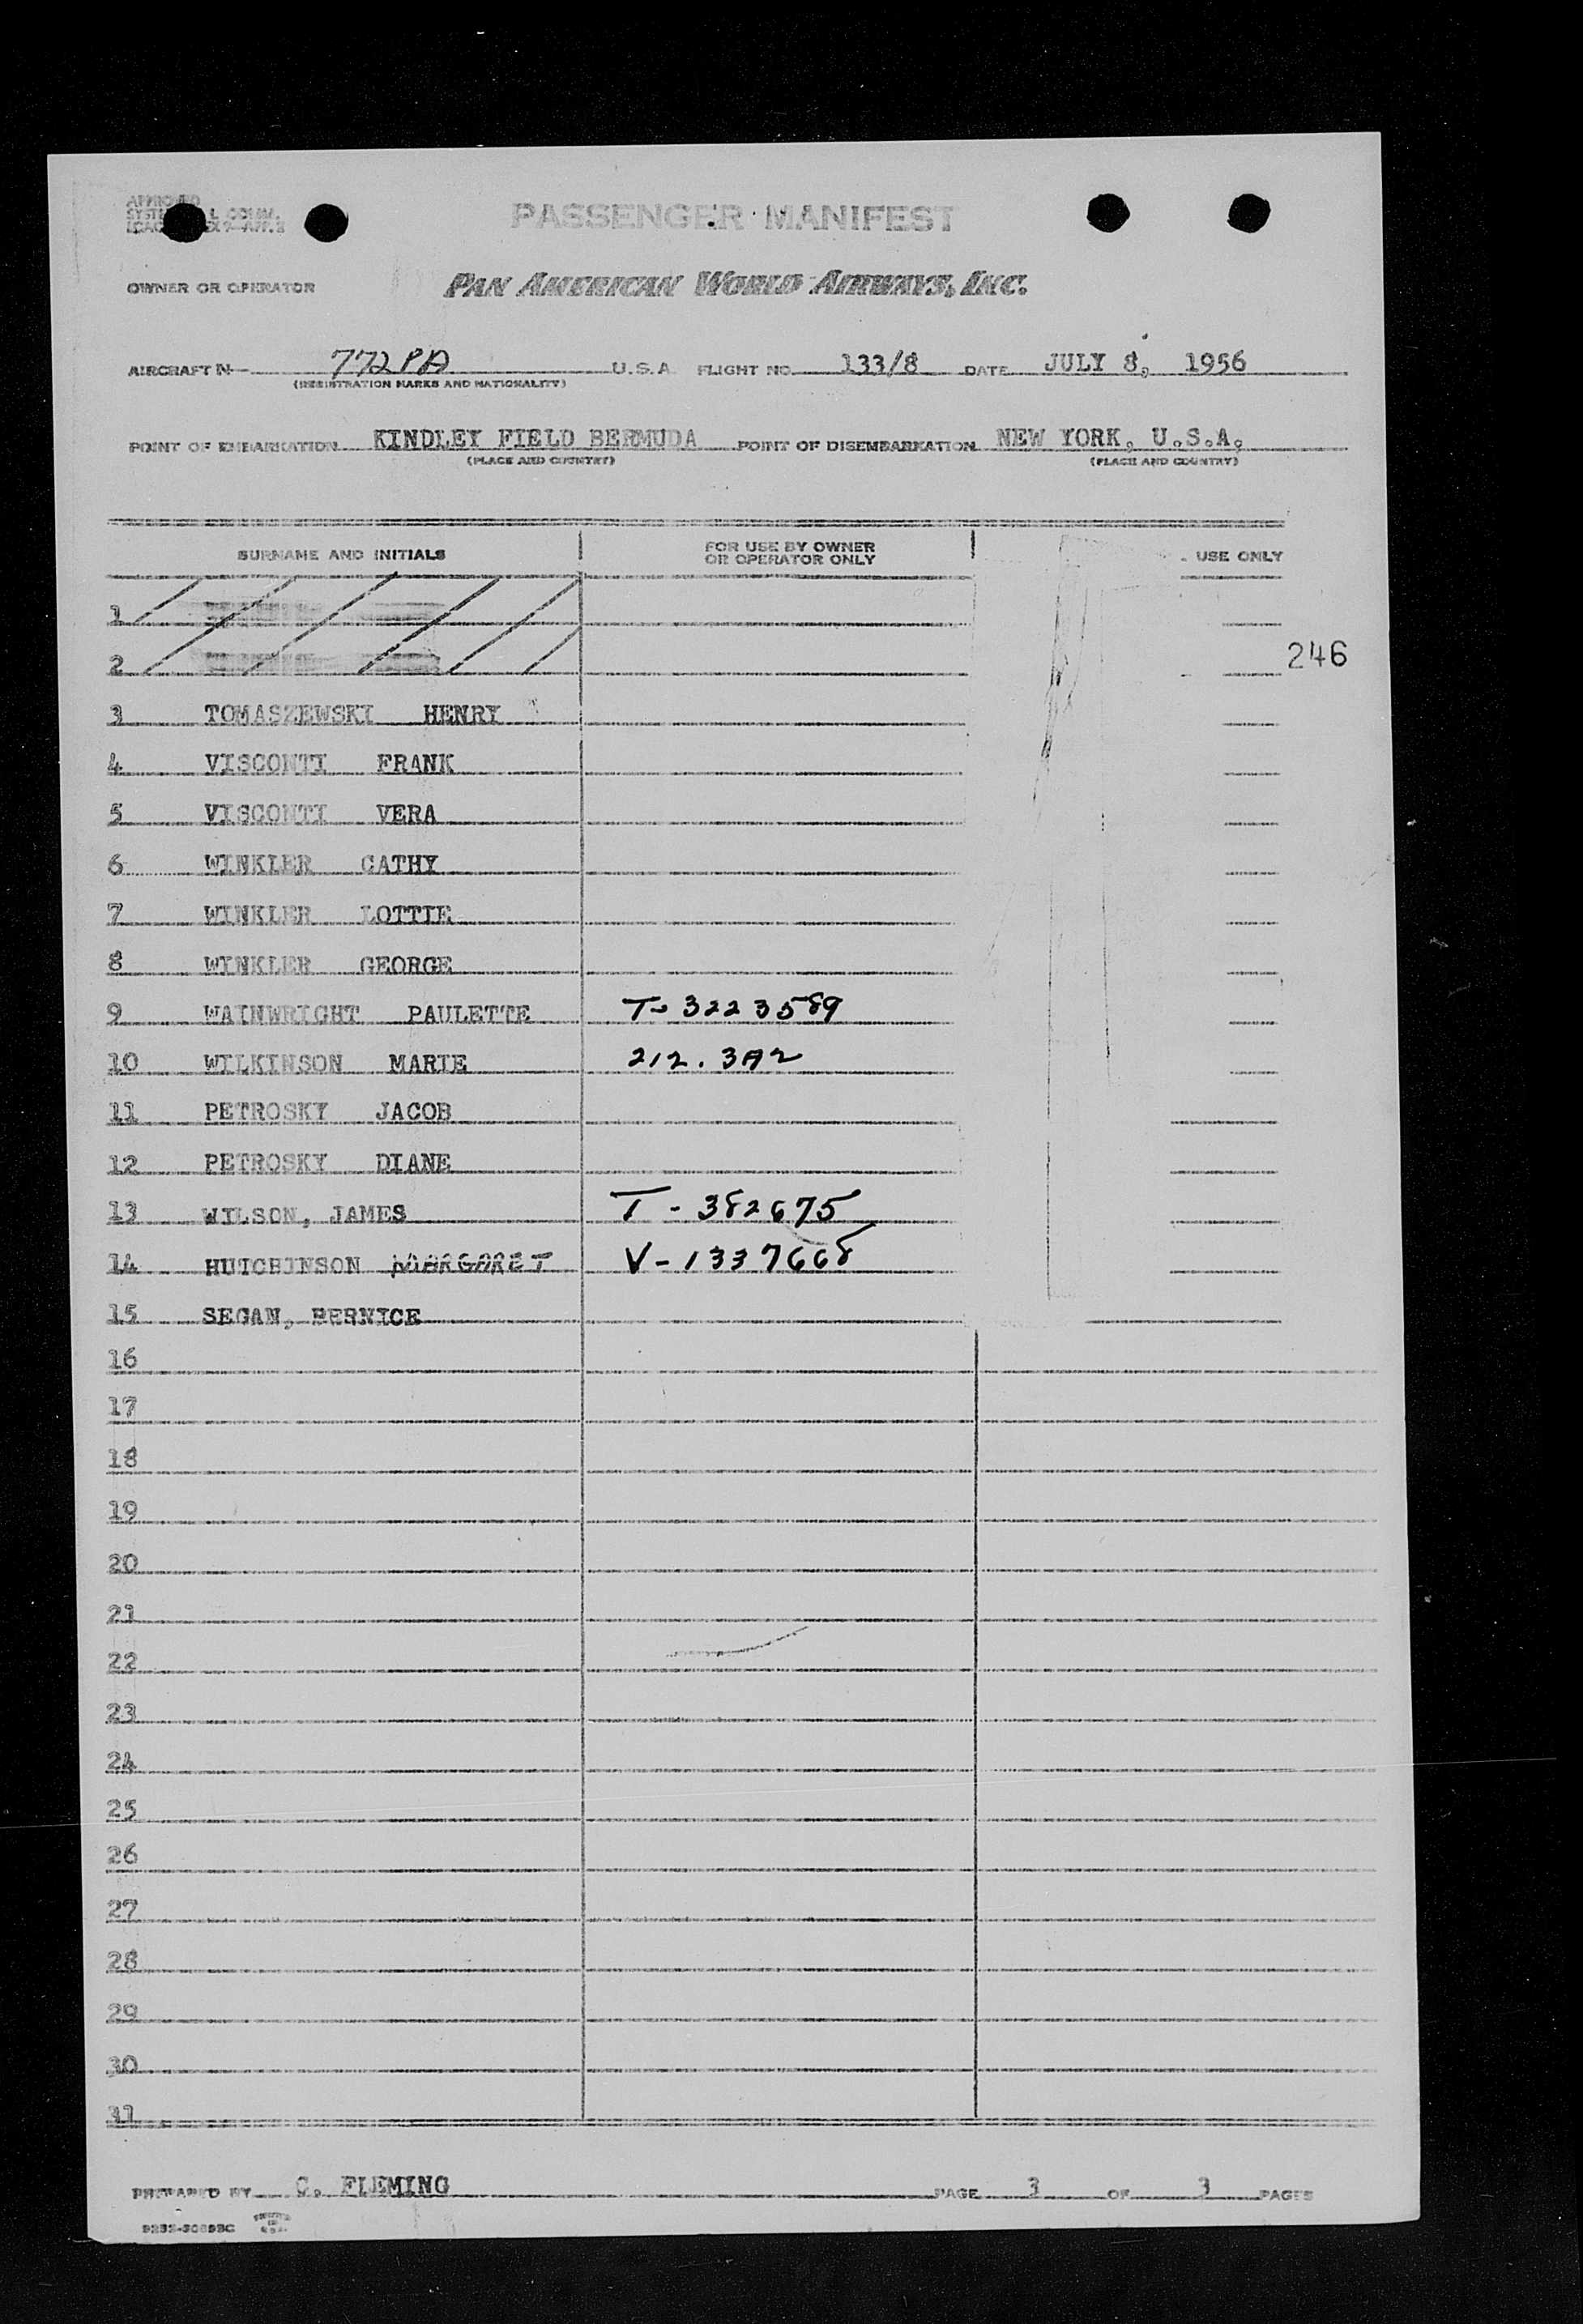 APPROVED
L COMM.
PASSENGER MANIFEST
OWNER OR OPERATOR PAN AMERICAN WORLD AIRWAYS, INC.
AIRCRAFT N 772PA U.S.A. FLIGHT NO. 133/8 DATE JULY 8, 1956
(REGISTRATION MARKS AND NATIONALITY)
POINT OF EMBARKATION KINDLEY FIELD BERMUDA POINT OF DISEMBARKATION NEW YORK, U.S.A.
(PLACE AND COUNTRY) (PLACE AND COUNTRY)
SURNAME AND INITIALS FOR USE BY OWNER OR OPERATOR ONLY USE ONLY
1
2 246
3 TOMASZEWSKI HENRY
4 VISCONTI FRANK
5 VISCONTI VERA
6 WINKLER CATHY
7 WINKLER LOTTIE
8 WINKLER GEORGE
9 WAINWRIGHT PAULETTE T-3223589
10 WILKINSON MARIE 212.3A2
11 PETROSKY JACOB
12 PETROSKY DIANE
13 WILSON, JAMES T-382675
14 HUTCHINSON MARGARET V-1337668
15 SEGAN, BERNICE
16
17
18
19
20
21
22
23
24
25
26
27
28
29
30
31
PREPARED BY C. FLEMING PAGE 3 OF 3 PAGES